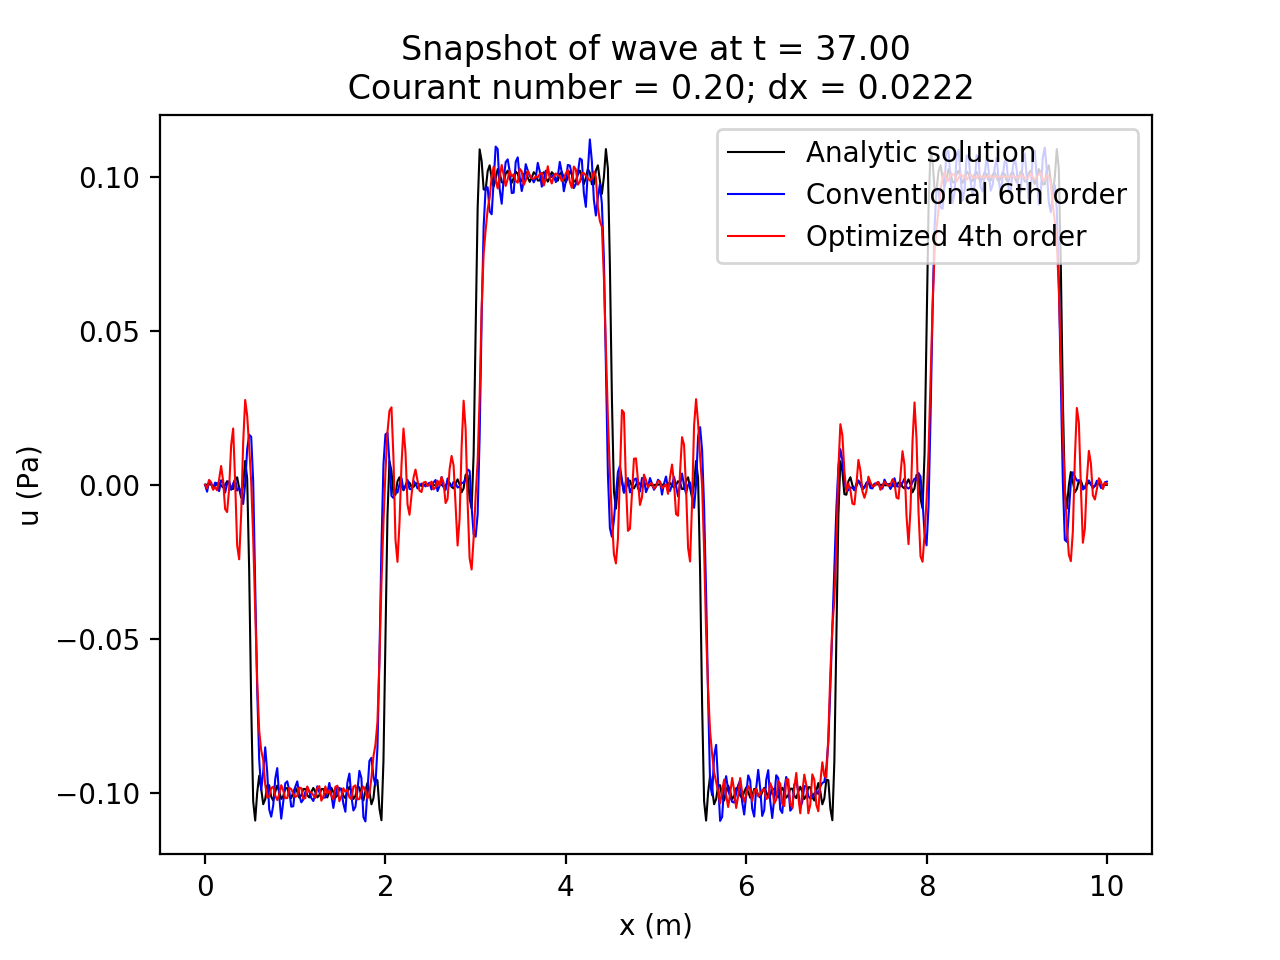 Snapshot of wave at t = 37.00
Courant number = 0.20; dx = 0.0222
Analytic solution
Conventional 6th order
Optimized 4th order
0.10
0.05
0.00
−0.05
−0.10
u (Pa)
0 2 4 6 8 10
x (m)